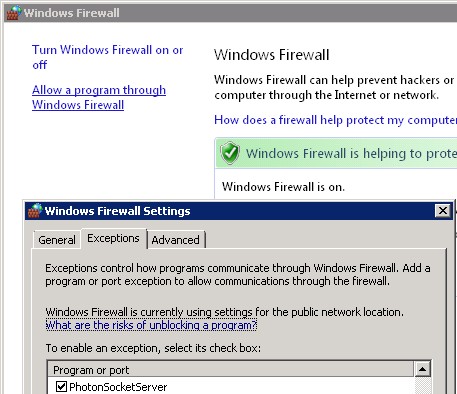 Windows Firewall
Turn Windows Firewall on or
off
Allow a program through
Windows Firewall
Windows Firewall
Windows Firewall can help prevent hackers or
computer through the Internet or network.
How does a firewall help protect my computer
Windows Firewall is helping to prote
Windows Firewall is on.
Windows Firewall Settings
General
Exceptions
Advanced
Exceptions control how programs communicate through Windows Firewall. Add a
program or port exception to allow communications through the firewall.
Windows Firewall is currently using settings for the public network location.
What are the risks of unblocking a program?
To enable an exception, select its check box:
Program or port
PhotonSocketServer